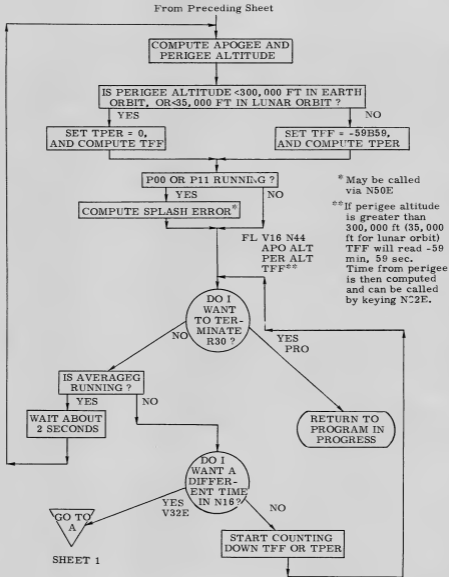 From Preceding Sheet
COMPUTE APOGEE AND
PERIGEE ALTITUDE
IS PERIGEE ALTITUDE <300,000 FT IN EARTH
ORBIT, OR<35,000 FT IN LUNAR ORBIT ?
YES
NO
SET TPER = 0,
AND COMPUTE TFF
SET TFF = -59B59,
AND COMPUTE TPER
P00 OR P11 RUNNING ?
YES
NO
COMPUTE SPLASH ERROR*
* May be called
via N50E
**If perigee altitude
is greater than
300,000 ft (35,000
ft for lunar orbit)
TFF will read -59
min, 59 sec.
Time from perigee
is then computed
and can be called
by keying
FL V16 N44
APO ALT
PER ALT
TFF**
DO I
WANT
TO TER-
MINATE
R30 ?
NO
YES
PRO
IS AVERAGEG
RUNNING ?
YES
NO
WAIT ABOUT
2 SECONDS
RETURN TO
PROGRAM IN
PROGRESS
DO I
WANT A
DIFFER-
ENT TIME
IN N16?
YES
V32E
NO
GO TO
A
SHEET 1
START COUNTING
DOWN TFF OR TPER